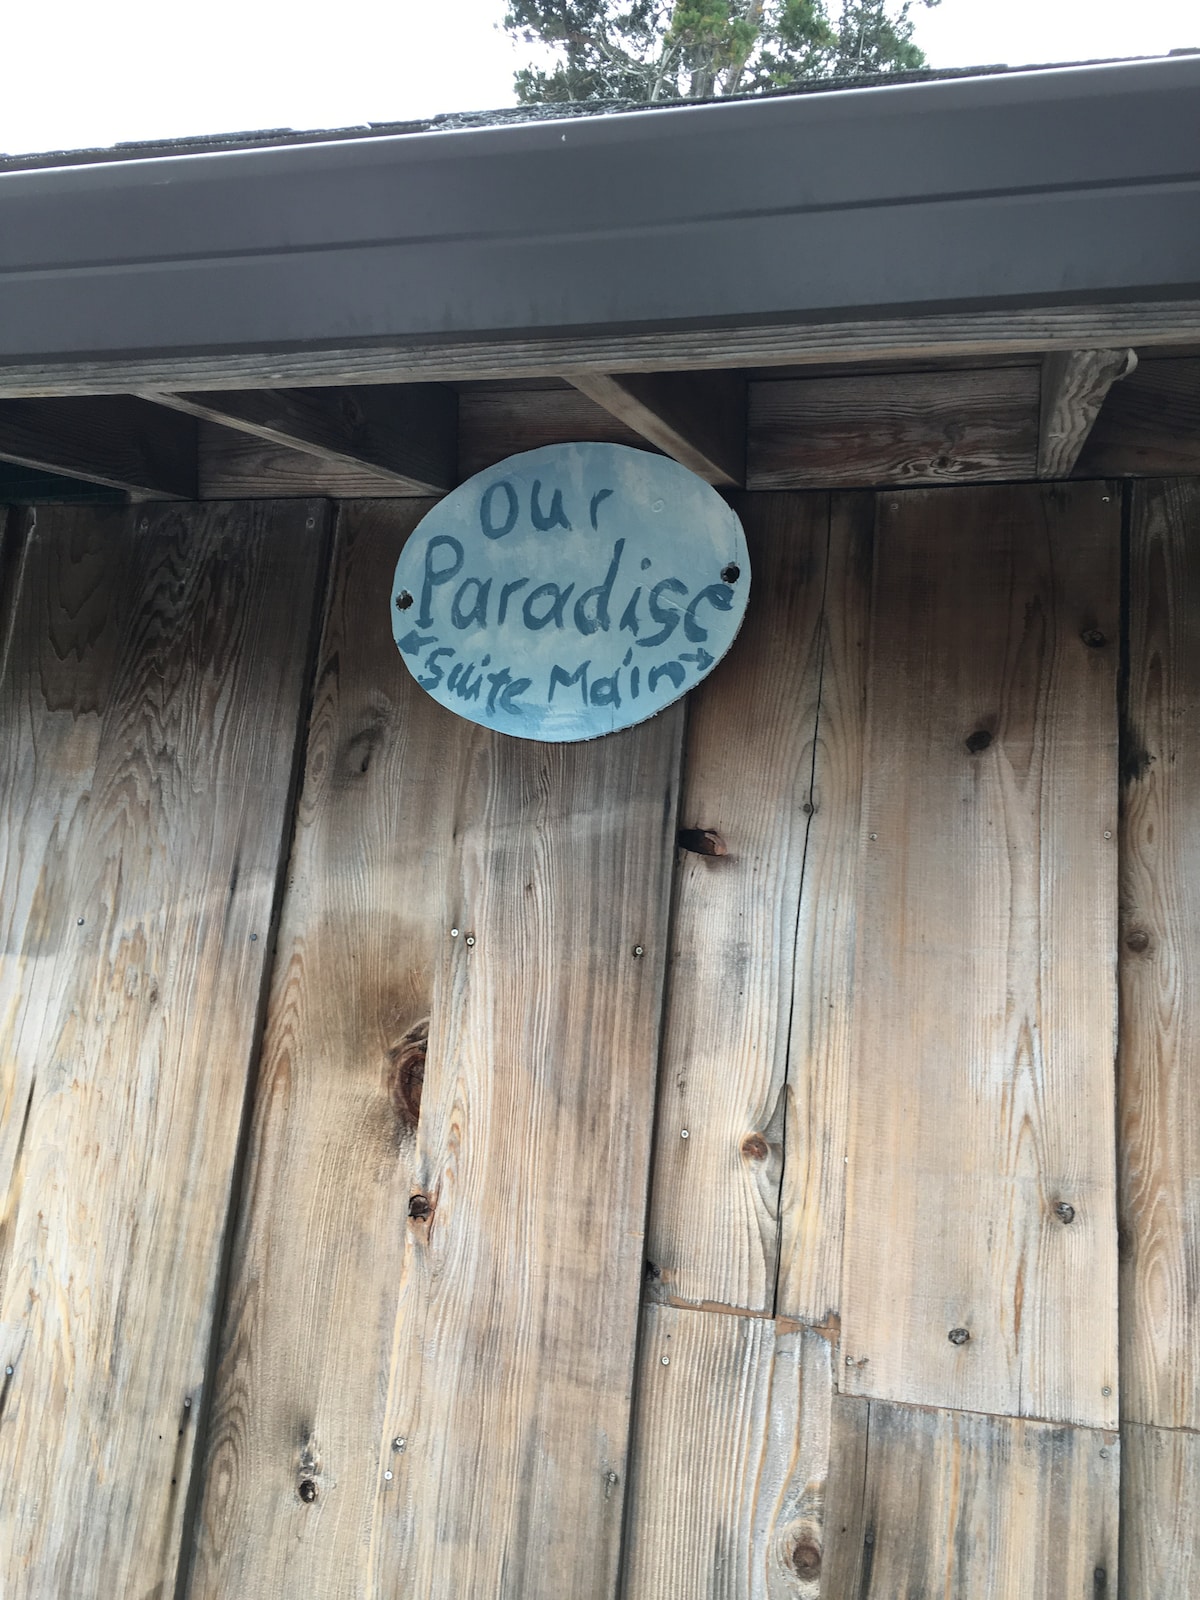 Our
Paradise
← Suite Main →